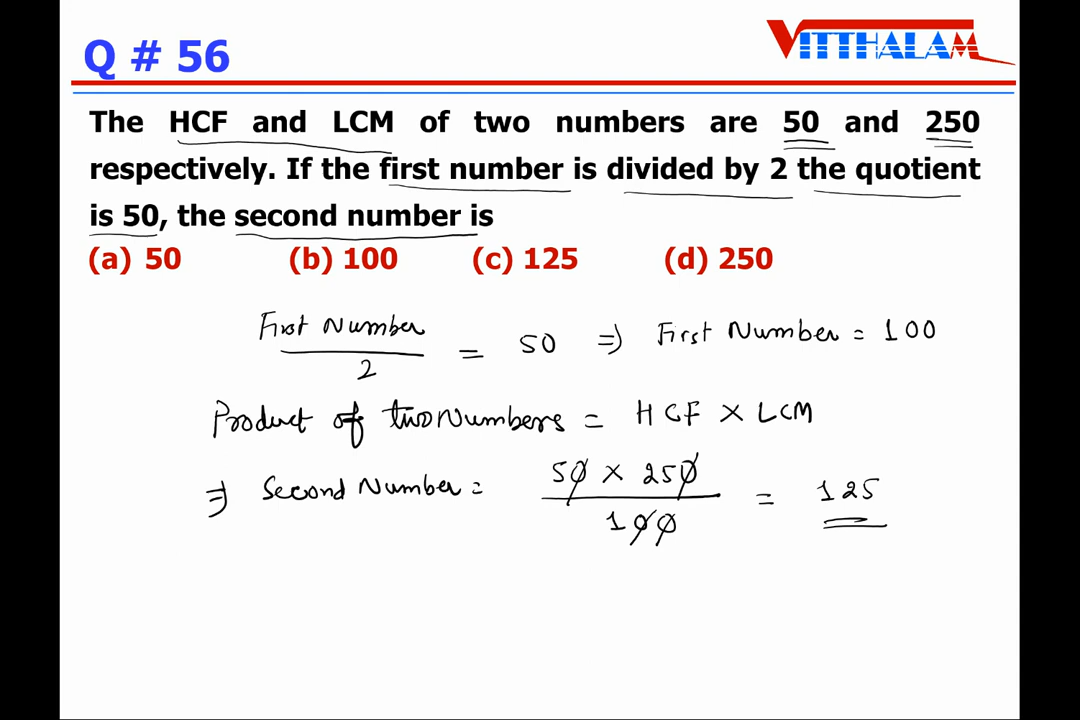 Q # 56
VITTHALAM
The HCF and LCM of two numbers are 50 and 250
respectively. If the first number is divided by 2 the quotient
is 50, the second number is
(a) 50 (b) 100 (c) 125 (d) 250
First Number / 2 = 50 ⇒ First Number = 100
Product of two Numbers = HCF × LCM
⇒ Second Number = 50 × 250 / 100 = 125